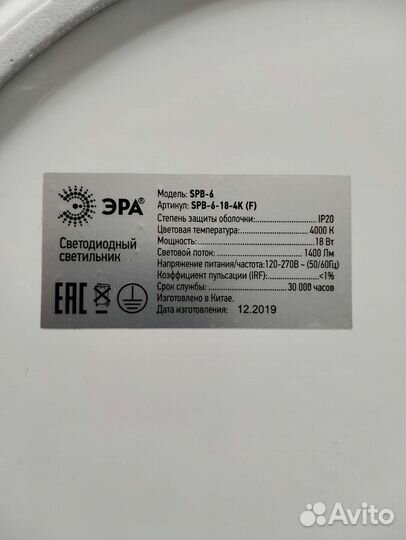 ЭРА®
Светодиодный
светильник
EAC
Модель: SPB-6
Артикул: SPB-6-18-4K (F)
Степень защиты оболочки: IP20
Цветовая температура: 4000 К
Мощность: 18 Вт
Световой поток: 1400 Лм
Напряжение питания/частота: 120-270В ~ (50/60Гц)
Коэффициент пульсации (IRF): <1%
Срок службы: 30 000 часов
Изготовлено в Китае.
Дата изготовления: 12.2019
Avito